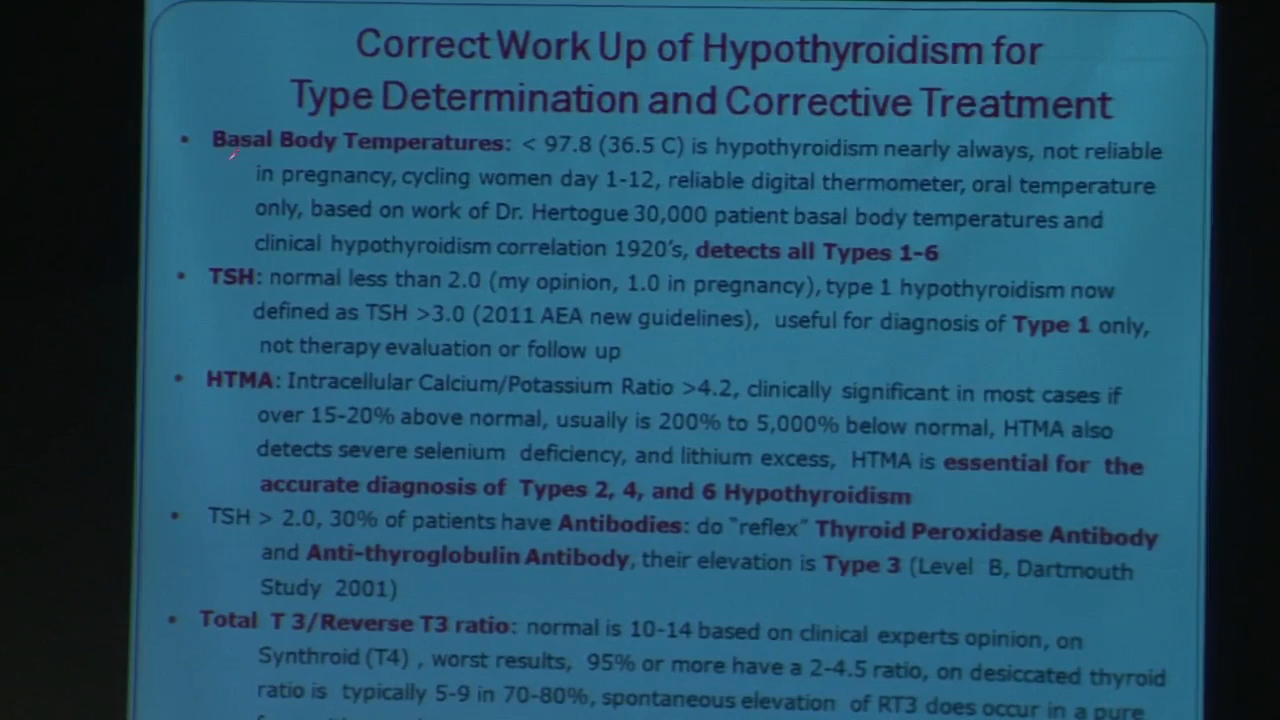 Correct Work Up of Hypothyroidism for
Type Determination and Corrective Treatment
• Basal Body Temperatures: < 97.8 (36.5 C) is hypothyroidism nearly always, not reliable
in pregnancy, cycling women day 1-12, reliable digital thermometer, oral temperature
only, based on work of Dr. Hertogue 30,000 patient basal body temperatures and
clinical hypothyroidism correlation 1920's, detects all Types 1-6
• TSH: normal less than 2.0 (my opinion, 1.0 in pregnancy), type 1 hypothyroidism now
defined as TSH >3.0 (2011 AEA new guidelines), useful for diagnosis of Type 1 only,
not therapy evaluation or follow up
• HTMA: Intracellular Calcium/Potassium Ratio >4.2, clinically significant in most cases if
over 15-20% above normal, usually is 200% to 5,000% below normal, HTMA also
detects severe selenium deficiency, and lithium excess, HTMA is essential for the
accurate diagnosis of Types 2, 4, and 6 Hypothyroidism
• TSH > 2.0, 30% of patients have Antibodies: do "reflex" Thyroid Peroxidase Antibody
and Anti-thyroglobulin Antibody, their elevation is Type 3 (Level B, Dartmouth
Study 2001)
• Total T 3/Reverse T3 ratio: normal is 10-14 based on clinical experts opinion, on
Synthroid (T4) , worst results, 95% or more have a 2-4.5 ratio, on desiccated thyroid
ratio is typically 5-9 in 70-80%, spontaneous elevation of RT3 does occur in a pure